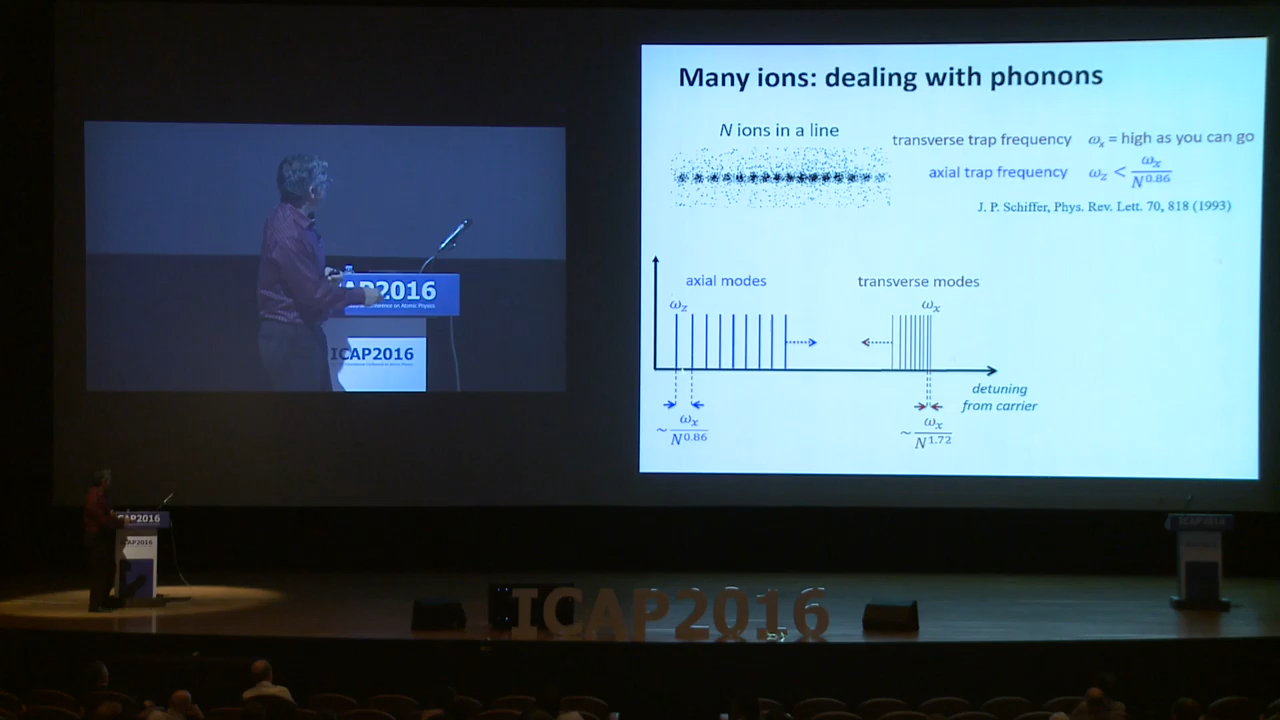 Many ions: dealing with phonons
N ions in a line
transverse trap frequency ωx = high as you can go
axial trap frequency ωz < ωx / N^0.86
J. P. Schiffer, Phys. Rev. Lett. 70, 818 (1993)
axial modes
transverse modes
ωz
ωx
detuning
from carrier
~ ωx / N^0.86
~ ωx / N^1.72
AP2016
ICAP2016
CAP2016
ICAP2016
ICAP2016
ICAP2016